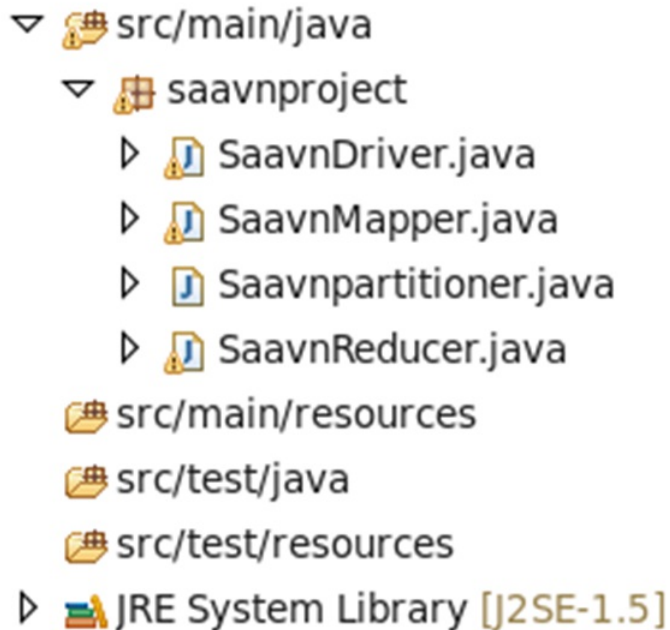 src/main/java
saavnproject
SaavnDriver.java
SaavnMapper.java
Saavnpartitioner.java
SaavnReducer.java
src/main/resources
src/test/java
src/test/resources
JRE System Library [J2SE-1.5]